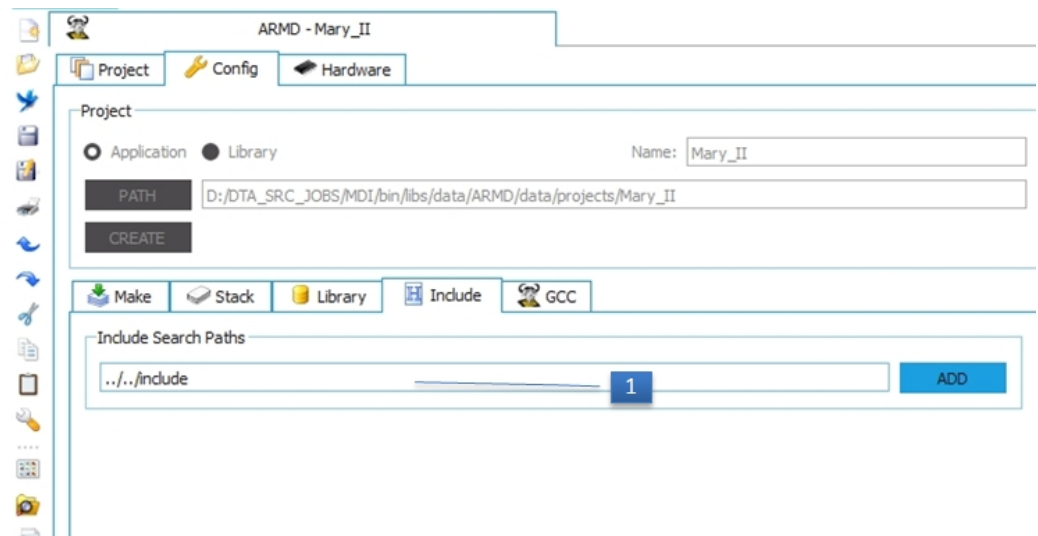 ARMD - Mary_II
Project Config Hardware
Project
Application Library Name: Mary_II
PATH D:/DTA_SRC_JOBS/MDI/bin/libs/data/ARMD/data/projects/Mary_II
CREATE
Make Stack Library H Include GCC
Include Search Paths
../../include 1 ADD